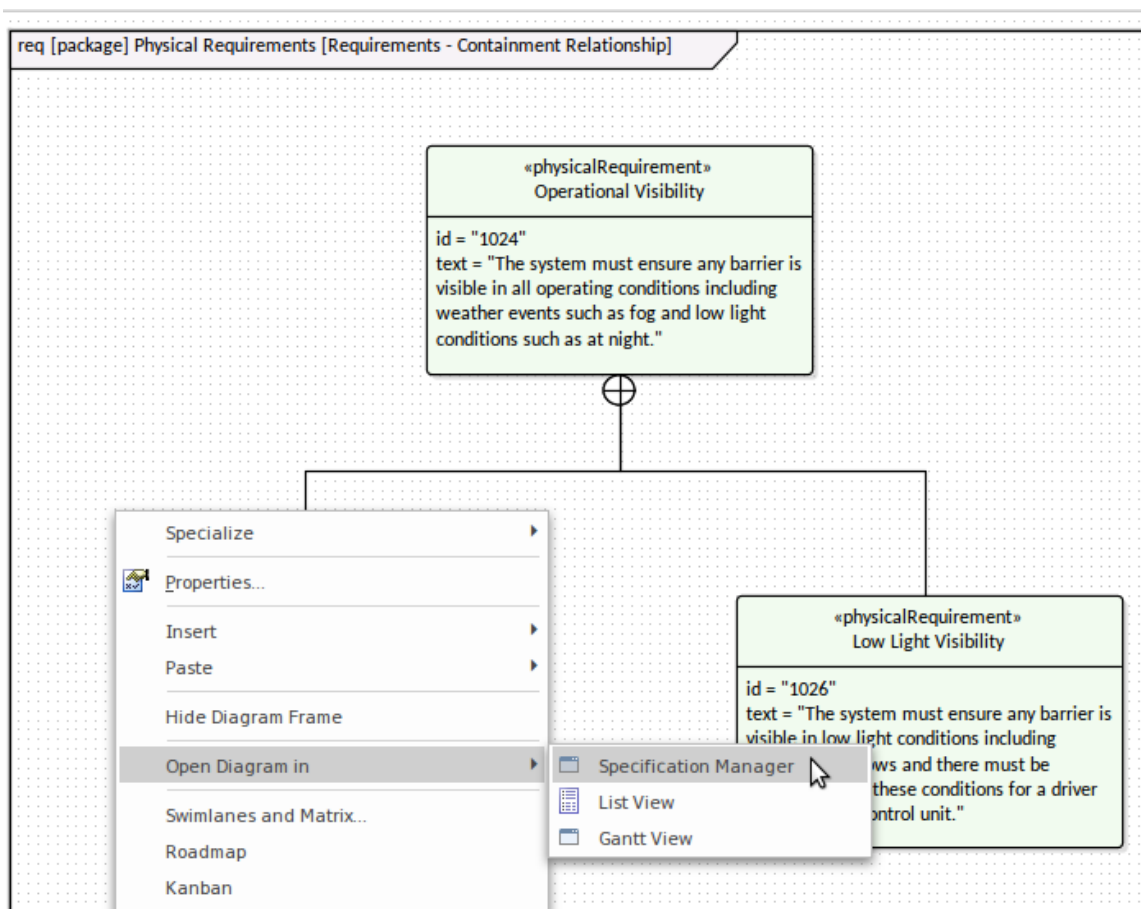 req [package] Physical Requirements [Requirements - Containment Relationship]
«physicalRequirement»
Operational Visibility
id = "1024"
text = "The system must ensure any barrier is
visible in all operating conditions including
weather events such as fog and low light
conditions such as at night."
Specialize
Properties...
Insert
Paste
Hide Diagram Frame
Open Diagram in
Swimlanes and Matrix...
Roadmap
Kanban
Specification Manager
List View
Gantt View
«physicalRequirement»
Low Light Visibility
id = "1026"
text = "The system must ensure any barrier is
visible in low light conditions including
and there must be
these conditions for a driver
unit."